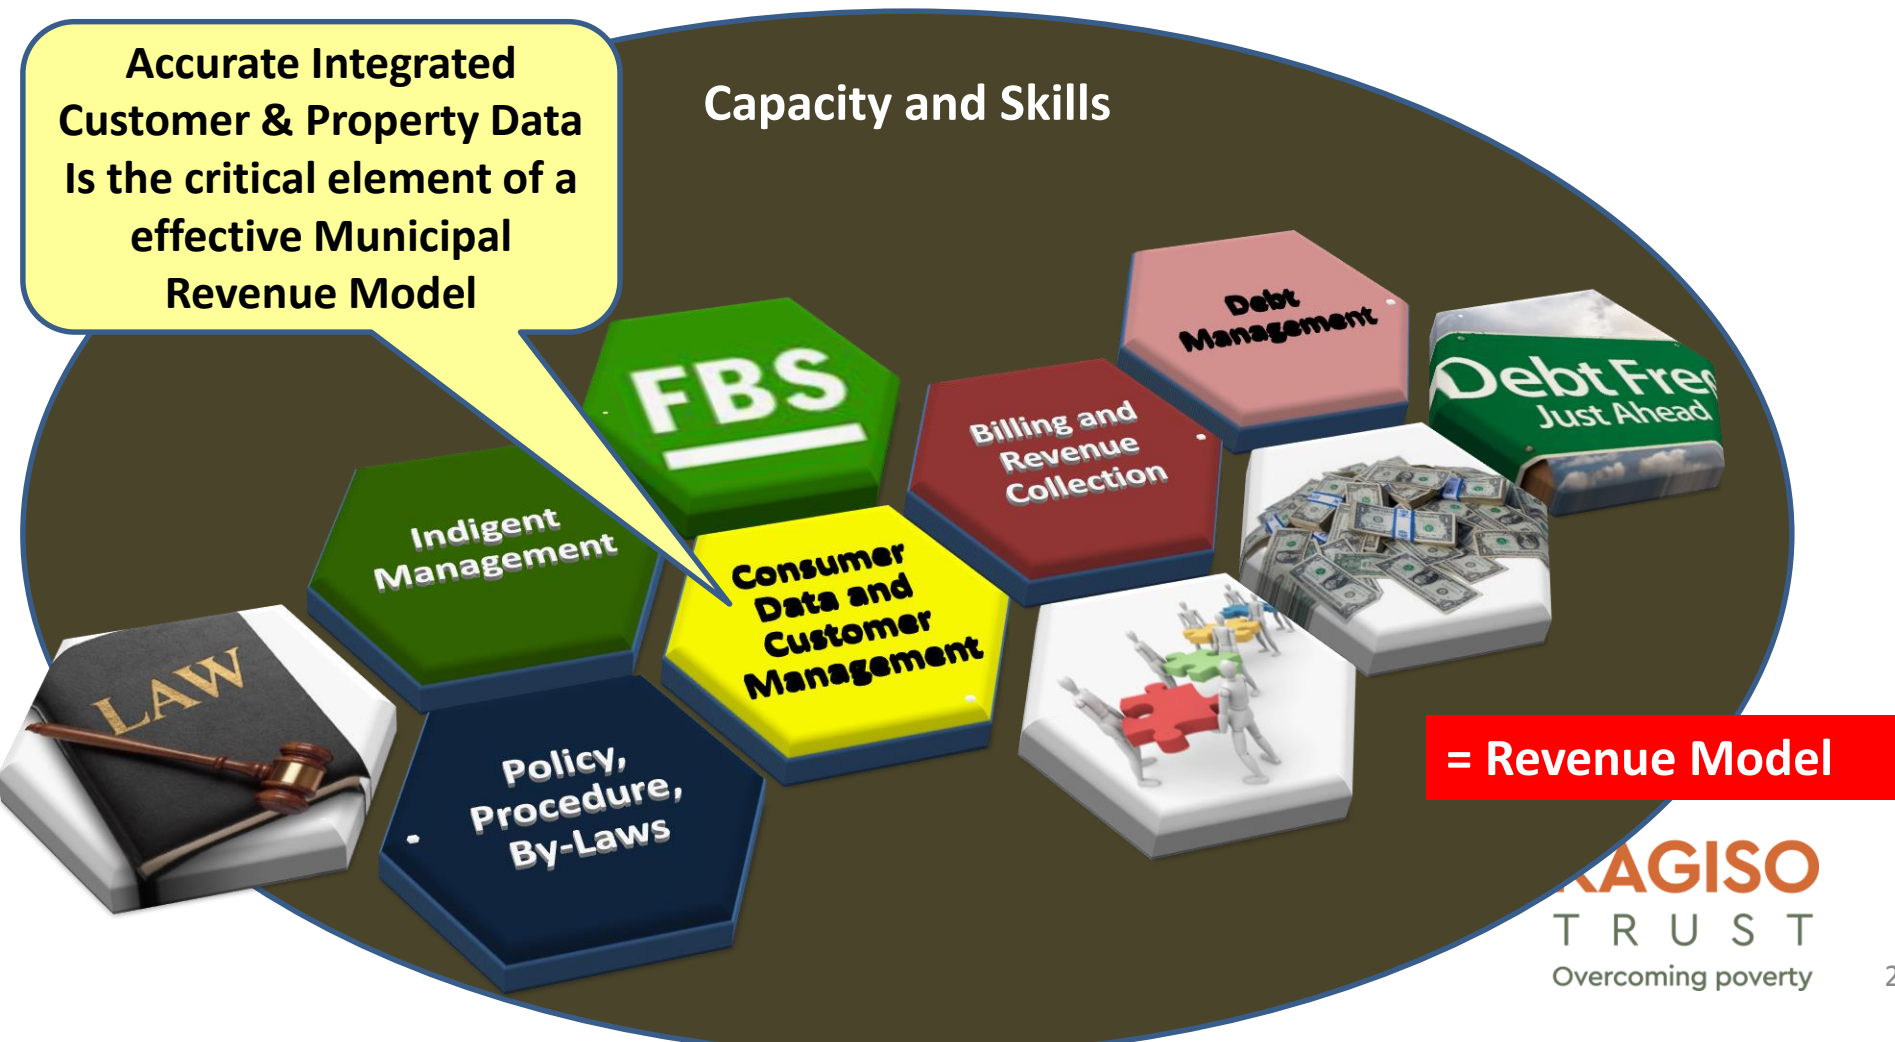 Accurate Integrated
Customer & Property Data
Is the critical element of a
effective Municipal
Revenue Model
Capacity and Skills
Debt
Management
Debt Free
Just Ahead
FBS
Billing and
Revenue
Collection
Indigent
Management
Consumer
Data and
Customer
Management
LAW
Policy,
Procedure,
By-Laws
= Revenue Model
KAGISO
TRUST
Overcoming poverty
2